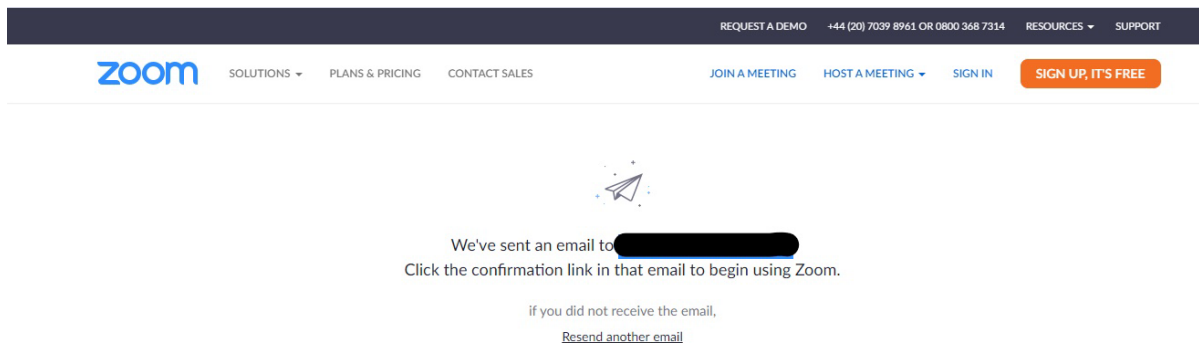 REQUEST A DEMO +44 (20) 7039 8961 OR 0800 368 7314 RESOURCES SUPPORT
zoom SOLUTIONS PLANS & PRICING CONTACT SALES JOIN A MEETING HOST A MEETING SIGN IN SIGN UP, IT'S FREE
We've sent an email to
Click the confirmation link in that email to begin using Zoom.
if you did not receive the email,
Resend another email